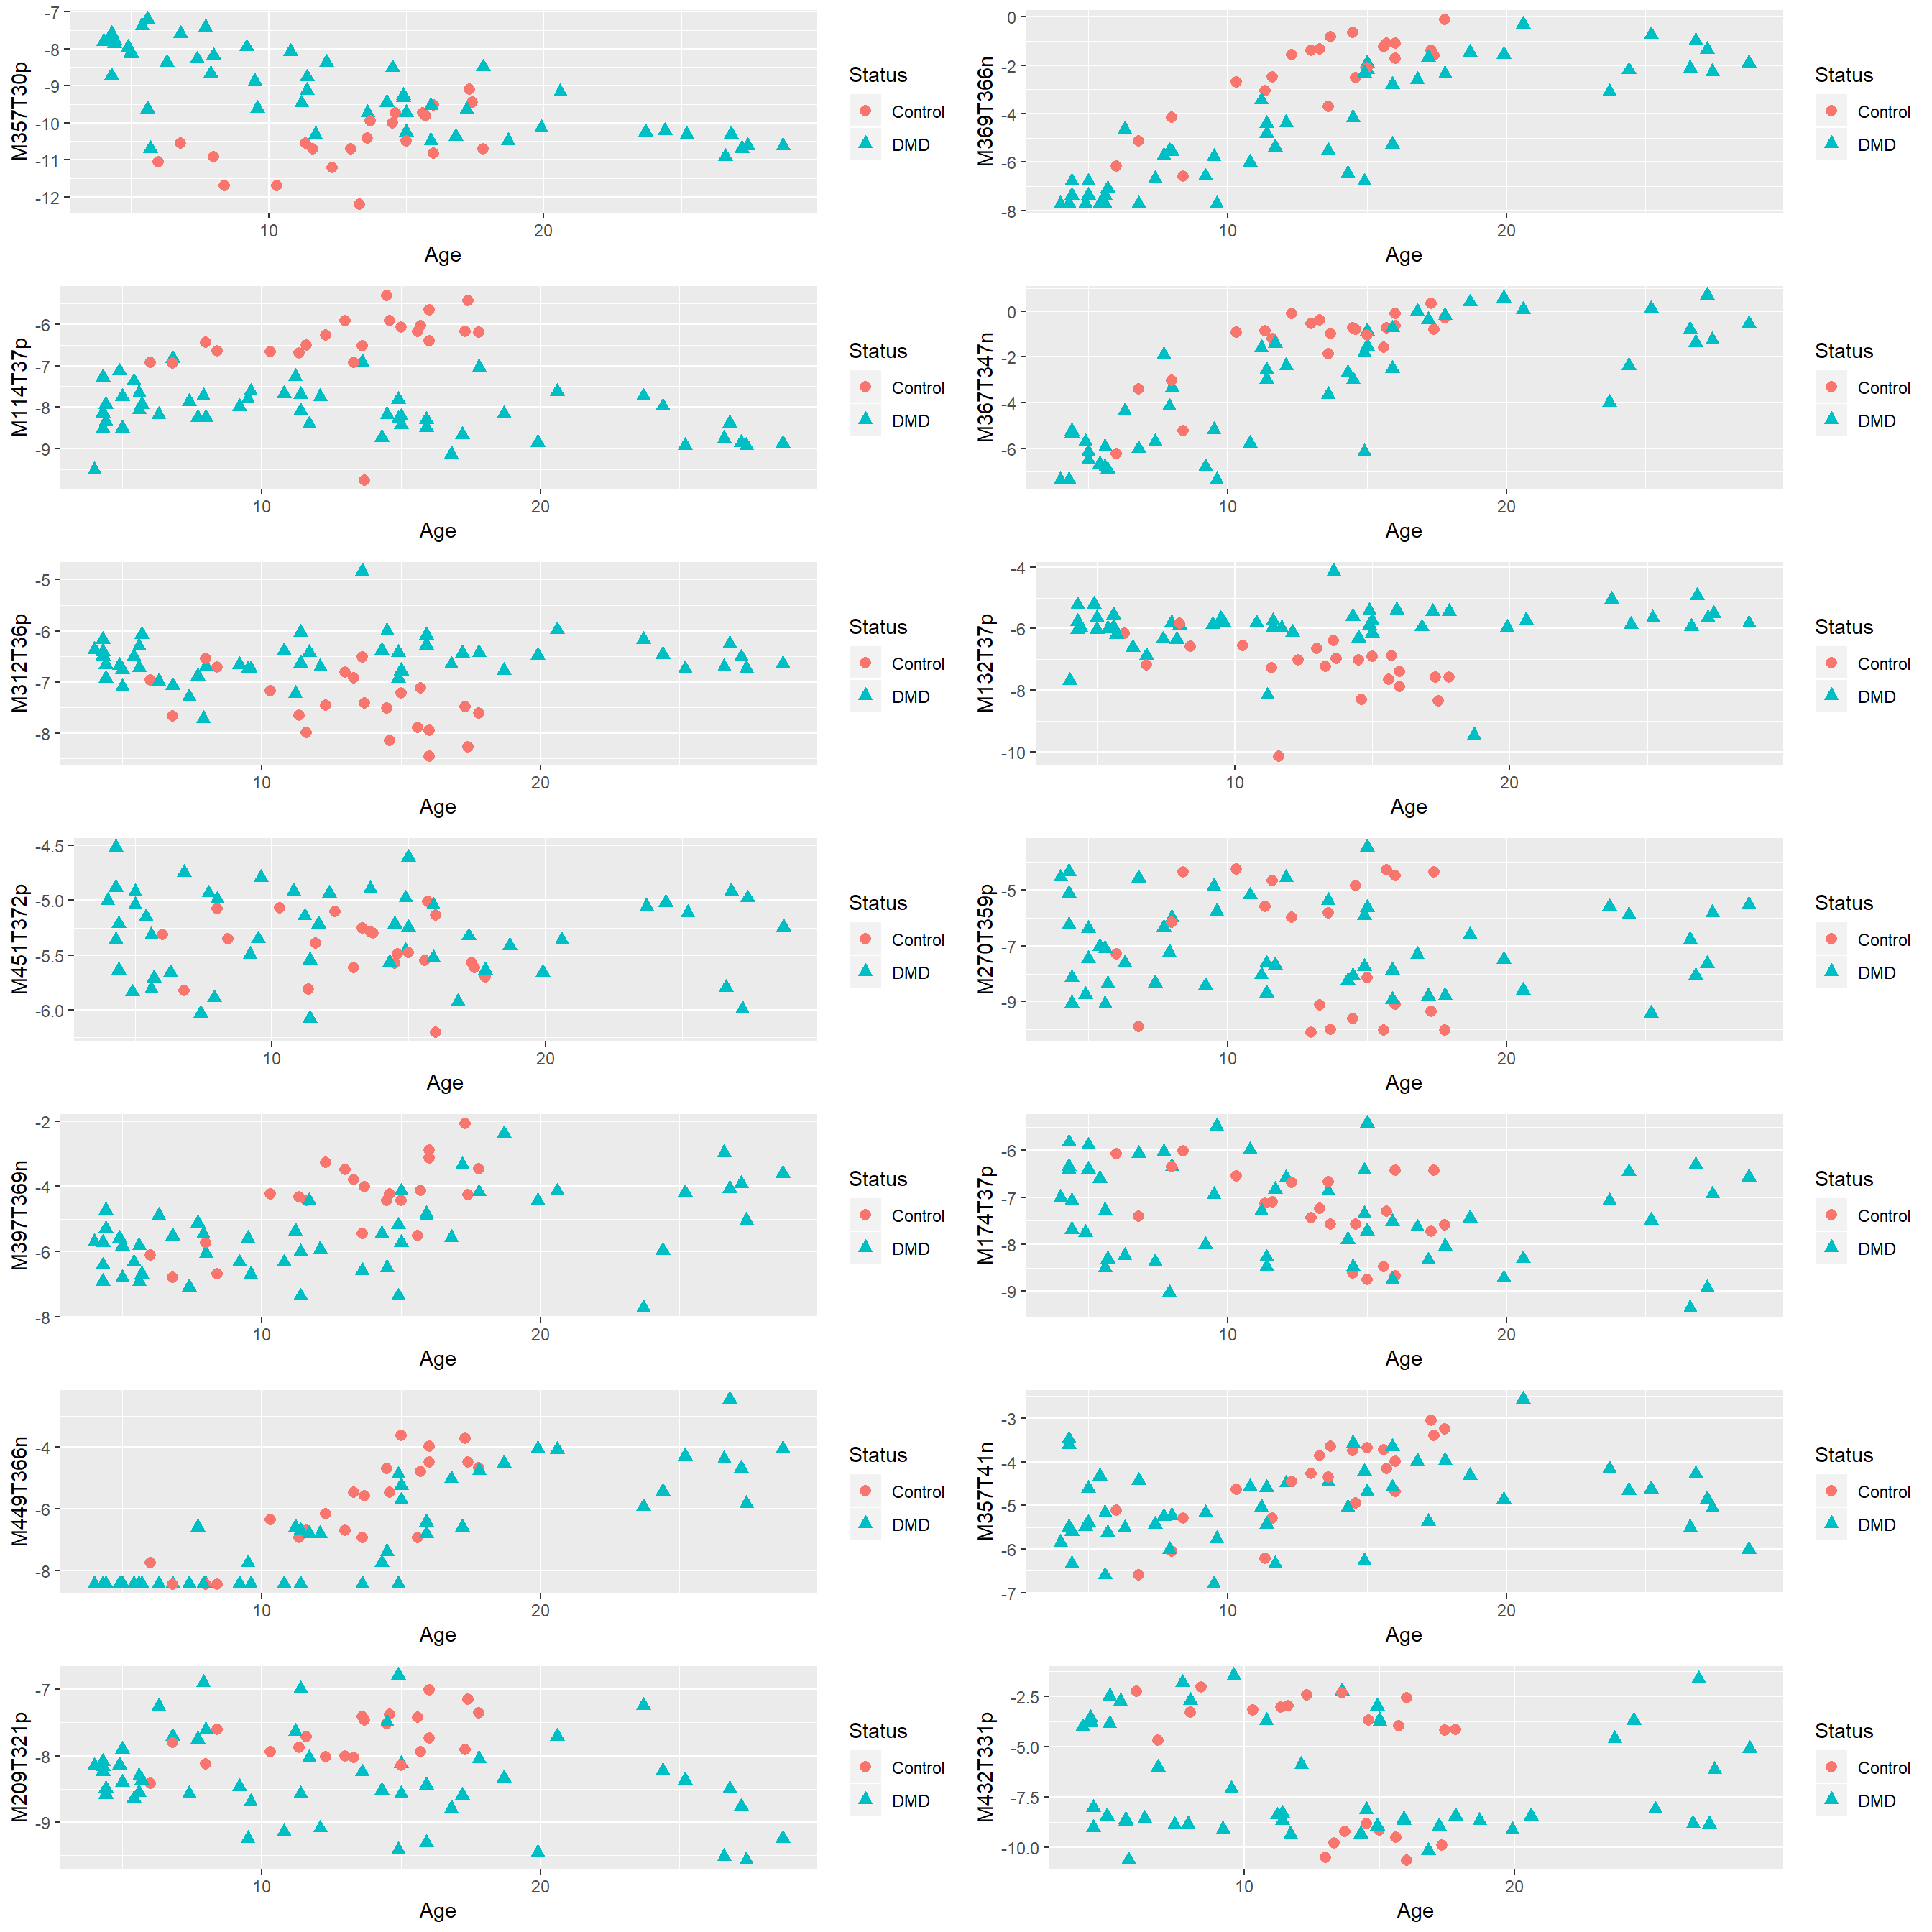 M357T30p
-7
-8
-9
-10
-11
-12
10 20
Age
Status
Control
DMD
M369T366n
0
-2
-4
-6
-8
10 20
Age
Status
Control
DMD
M114T37p
-6
-7
-8
-9
10 20
Age
Status
Control
DMD
M367T347n
0
-2
-4
-6
10 20
Age
Status
Control
DMD
M312T36p
-5
-6
-7
-8
10 20
Age
Status
Control
DMD
M132T37p
-4
-6
-8
-10
10 20
Age
Status
Control
DMD
M451T372p
-4.5
-5.0
-5.5
-6.0
10 20
Age
Status
Control
DMD
M270T359p
-5
-7
-9
10 20
Age
Status
Control
DMD
M397T369n
-2
-4
-6
-8
10 20
Age
Status
Control
DMD
M174T37p
-6
-7
-8
-9
10 20
Age
Status
Control
DMD
M449T366n
-4
-6
-8
10 20
Age
Status
Control
DMD
M357T41n
-3
-4
-5
-6
-7
10 20
Age
Status
Control
DMD
M209T321p
-7
-8
-9
10 20
Age
Status
Control
DMD
M432T331p
-2.5
-5.0
-7.5
-10.0
10 20
Age
Status
Control
DMD